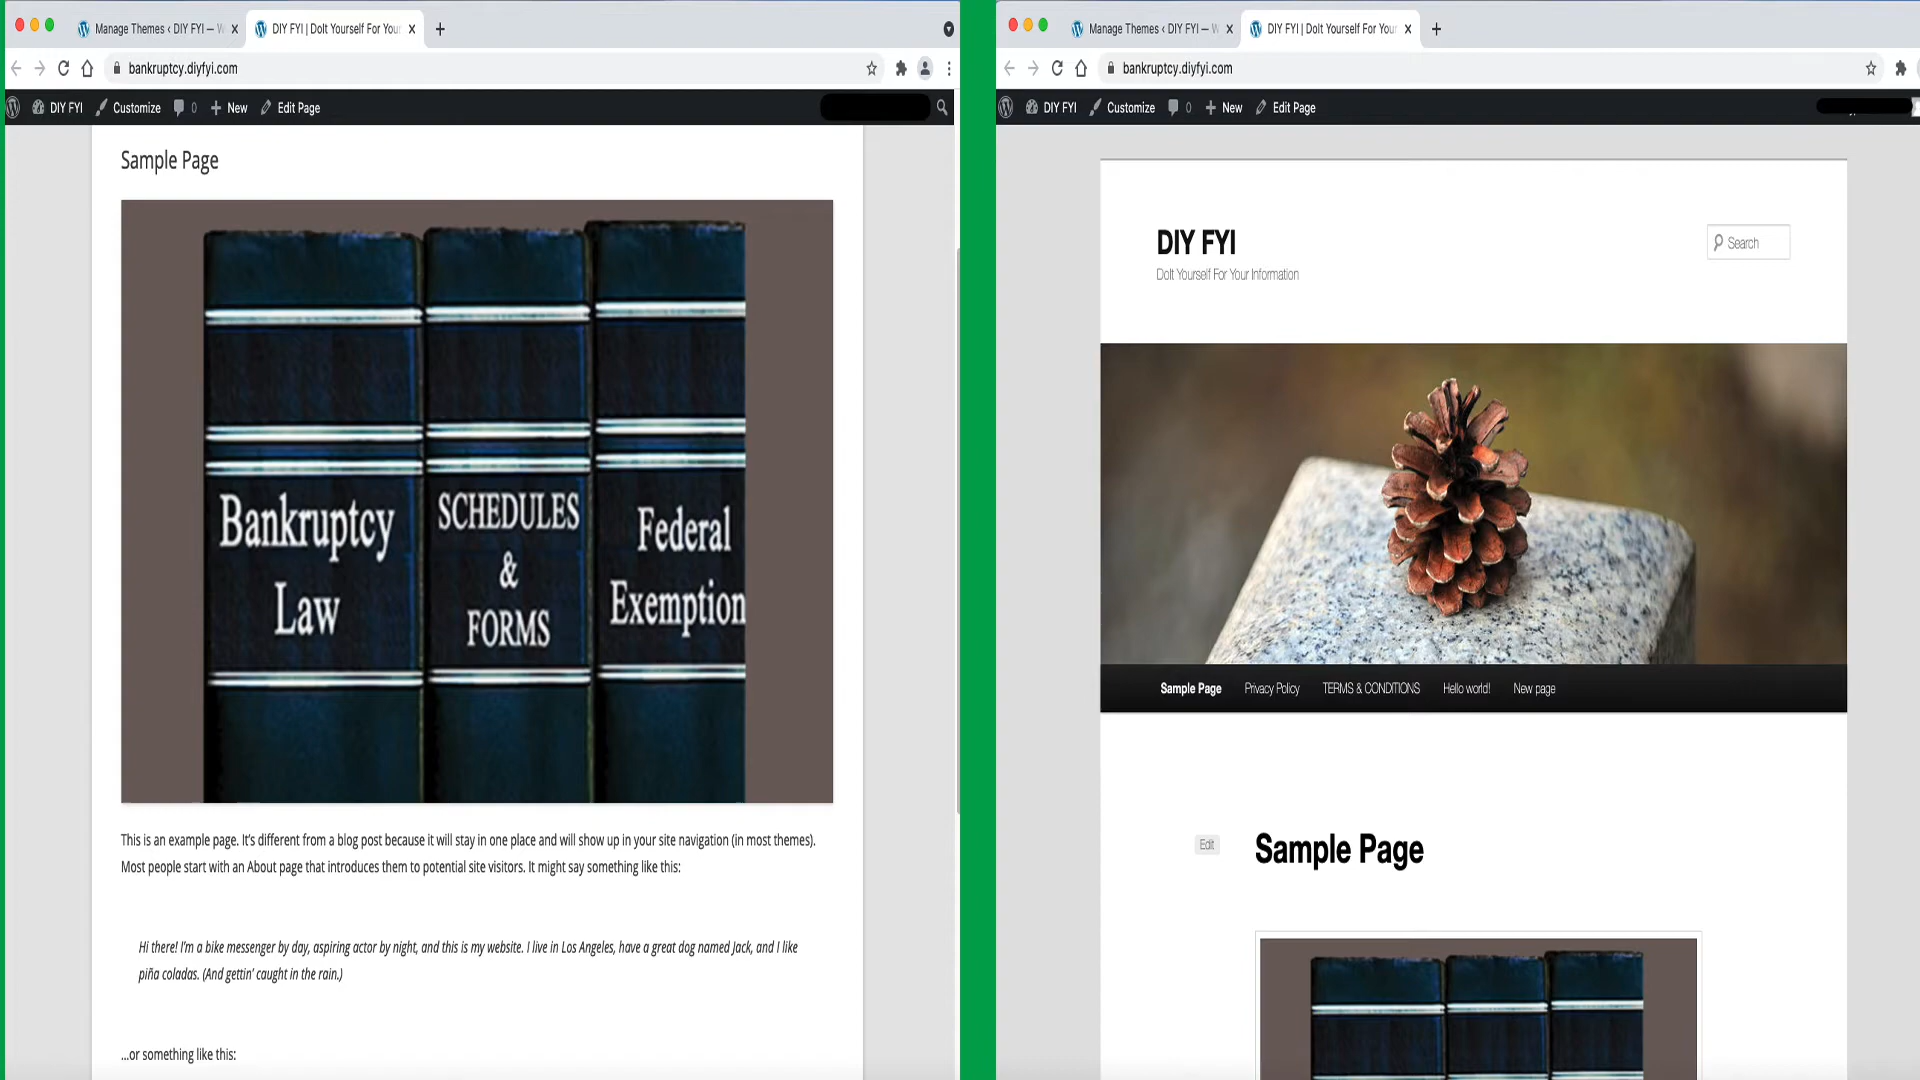 Manage Themes ‹ DIY FYI — W
DIY FYI | DoIt Yourself For You
bankruptcy.diyfyi.com
DIY FYI
Customize
0
New
Edit Page
Sample Page
Bankruptcy
Law
SCHEDULES
&
FORMS
Federal
Exemption
This is an example page. It's different from a blog post because it will stay in one place and will show up in your site navigation (in most themes).
Most people start with an About page that introduces them to potential site visitors. It might say something like this:
Hi there! I'm a bike messenger by day, aspiring actor by night, and this is my website. I live in Los Angeles, have a great dog named Jack, and I like
piña coladas. (And gettin' caught in the rain.)
...or something like this:
Manage Themes ‹ DIY FYI — W
DIY FYI | DoIt Yourself For Your
bankruptcy.diyfyi.com
DIY FYI
Customize
0
New
Edit Page
DIY FYI
DoIt Yourself For Your Information
Search
Sample Page
Privacy Policy
TERMS & CONDITIONS
Hello world!
New page
Edit
Sample Page